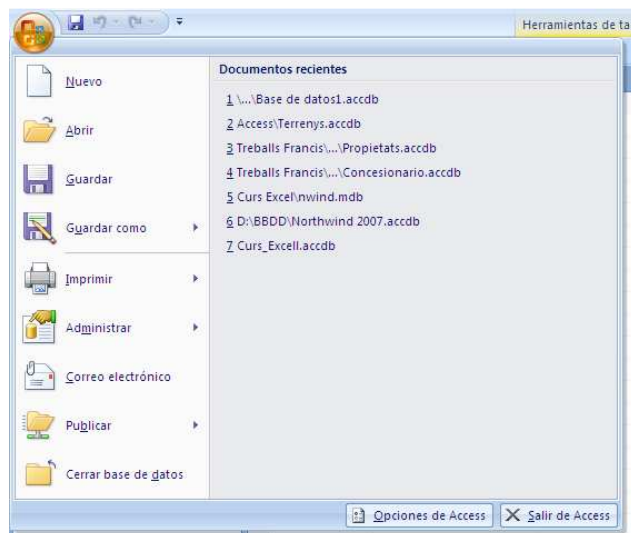 Herramientas de ta
Nuevo
Abrir
Guardar
Guardar como
Imprimir
Administrar
Correo electrónico
Publicar
Cerrar base de datos
Documentos recientes
1 \...\Base de datos1.accdb
2 Access\Terrenys.accdb
3 Treballs Francis\...\Propietats.accdb
4 Treballs Francis\...\Concesionario.accdb
5 Curs Excel\nwind.mdb
6 D:\BBDD\Northwind 2007.accdb
7 Curs_Excell.accdb
Opciones de Access
Salir de Access